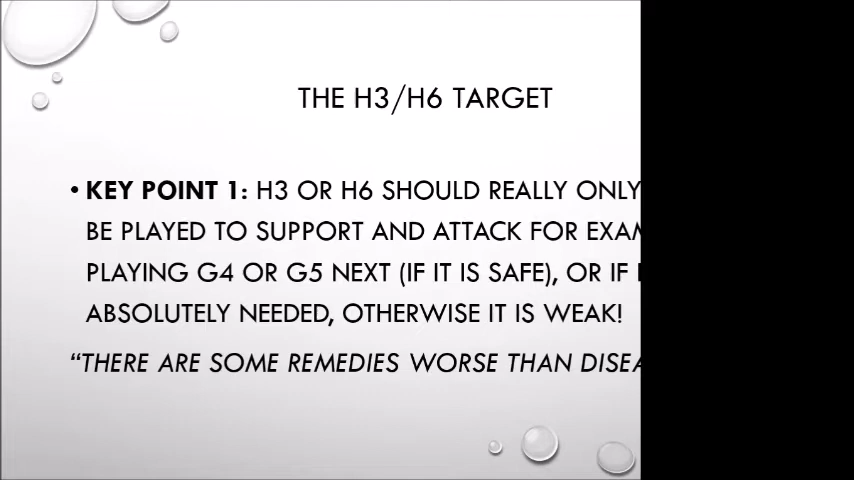 THE H3/H6 TARGET
• KEY POINT 1: H3 OR H6 SHOULD REALLY ONLY
BE PLAYED TO SUPPORT AND ATTACK FOR
PLAYING G4 OR G5 NEXT (IF IT IS SAFE), OR IF
ABSOLUTELY NEEDED, OTHERWISE IT IS WEAK!
“THERE ARE SOME REMEDIES WORSE THAN